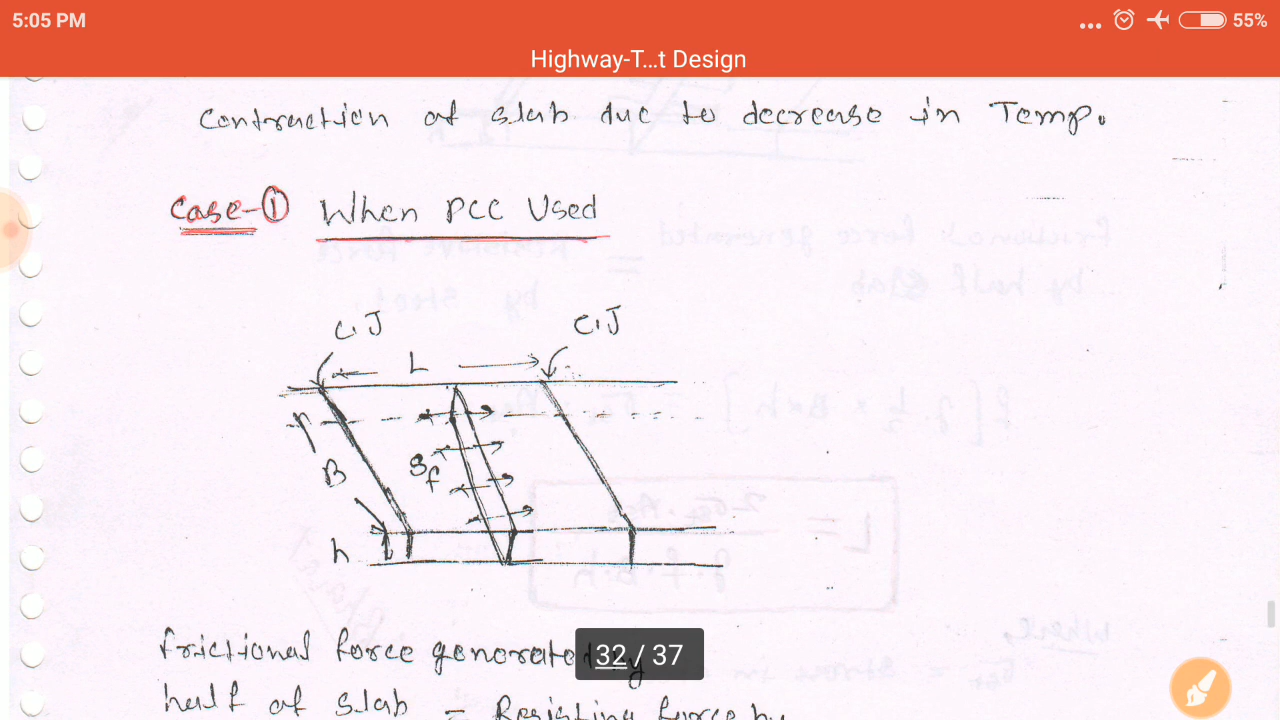 5:05 PM
55%
Highway-T...t Design
Contraction of slab due to decrease in Temp.
Case-① When PCC Used
C.J
C.J
L
B
Sf
h
frictional force generated by
32 / 37
half of slab = Resisting force by